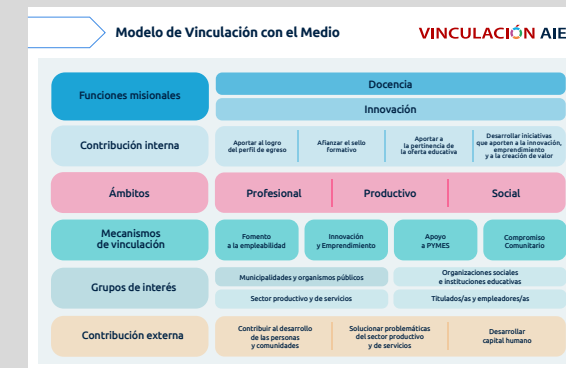 Modelo de Vinculación con el Medio
VINCULACIÓN AIE
Funciones misionales
Docencia
Innovación
Contribución interna
Aportar al logro
del perfil de egreso
Afianzar el sello
formativo
Aportar a
la pertinencia de
la oferta educativa
Desarrollar iniciativas
que aporten a la innovación,
emprendimiento
y a la creación de valor
Ámbitos
Profesional
Productivo
Social
Mecanismos
de vinculación
Fomento
a la empleabilidad
Innovación
y Emprendimiento
Apoyo
a PYMES
Compromiso
Comunitario
Grupos de interés
Municipalidades y organismos públicos
Organizaciones sociales
e instituciones educativas
Sector productivo y de servicios
Titulados/as y empleadores/as
Contribución externa
Contribuir al desarrollo
de las personas
y comunidades
Solucionar problemáticas
del sector productivo
y de servicios
Desarrollar
capital humano